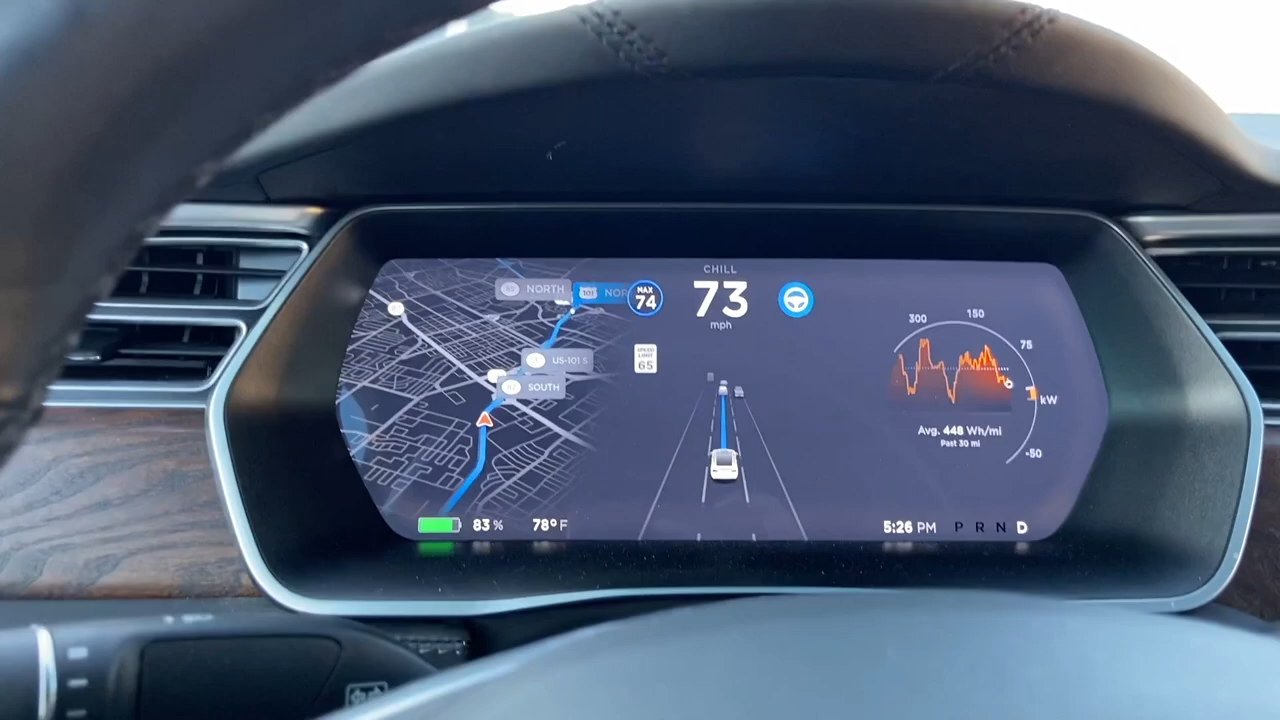 CHILL
NORTH
101 NOR
MAX
74
73
mph
US-101 S
SOUTH
SPEED
LIMIT
65
300
150
75
kW
-50
Avg. 448 Wh/mi
Past 30 mi
83 %
78° F
5:26 PM
P R N D